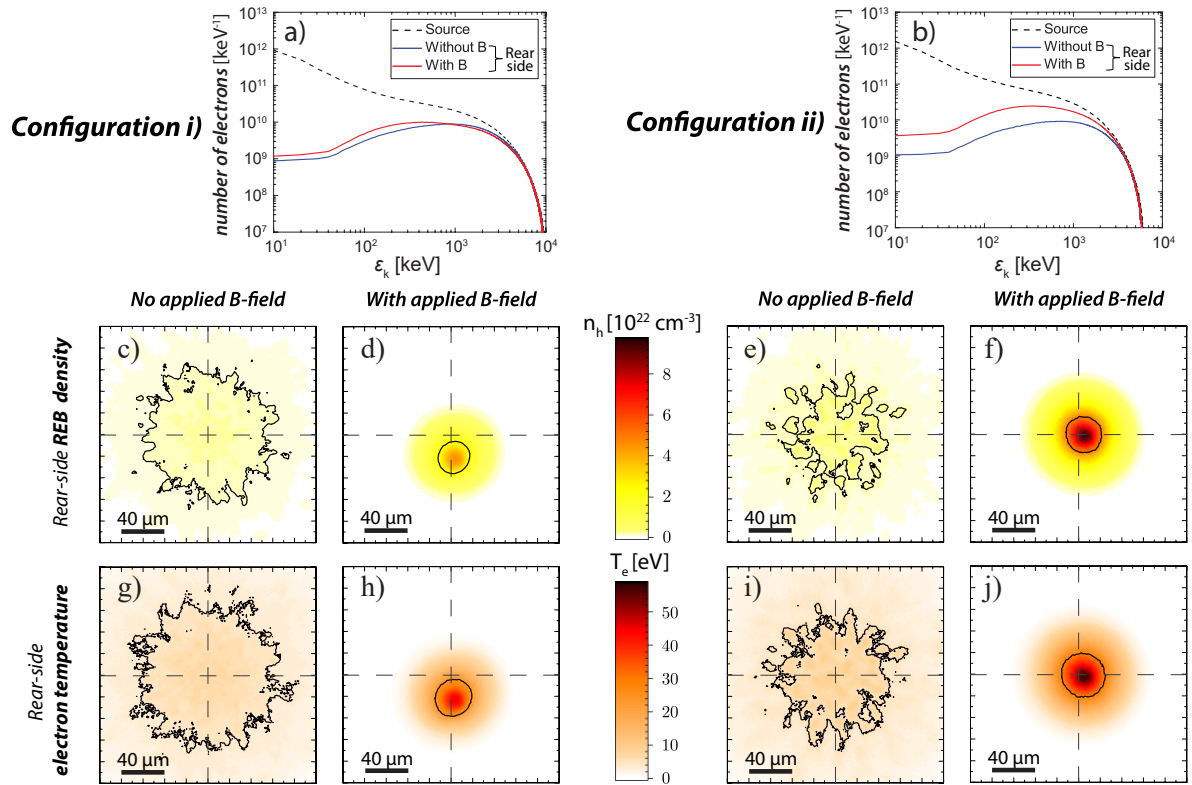 a)
number of electrons [keV⁻¹]
10¹³
10¹²
10¹¹
10¹⁰
10⁹
10⁸
10⁷
Source
Without B
With B
Rear
side
10¹ 10² 10³ 10⁴
εₖ [keV]
Configuration i)
b)
number of electrons [keV⁻¹]
10¹³
10¹²
10¹¹
10¹⁰
10⁹
10⁸
10⁷
Source
Without B
With B
Rear
side
10¹ 10² 10³ 10⁴
εₖ [keV]
Configuration ii)
No applied B-field With applied B-field
No applied B-field With applied B-field
Rear-side REB density
c)
40 µm
d)
40 µm
nₕ [10²² cm⁻³]
8
6
4
2
0
e)
40 µm
f)
40 µm
Rear-side
electron temperature
g)
40 µm
h)
40 µm
Tₑ [eV]
50
40
30
20
10
0
i)
40 µm
j)
40 µm